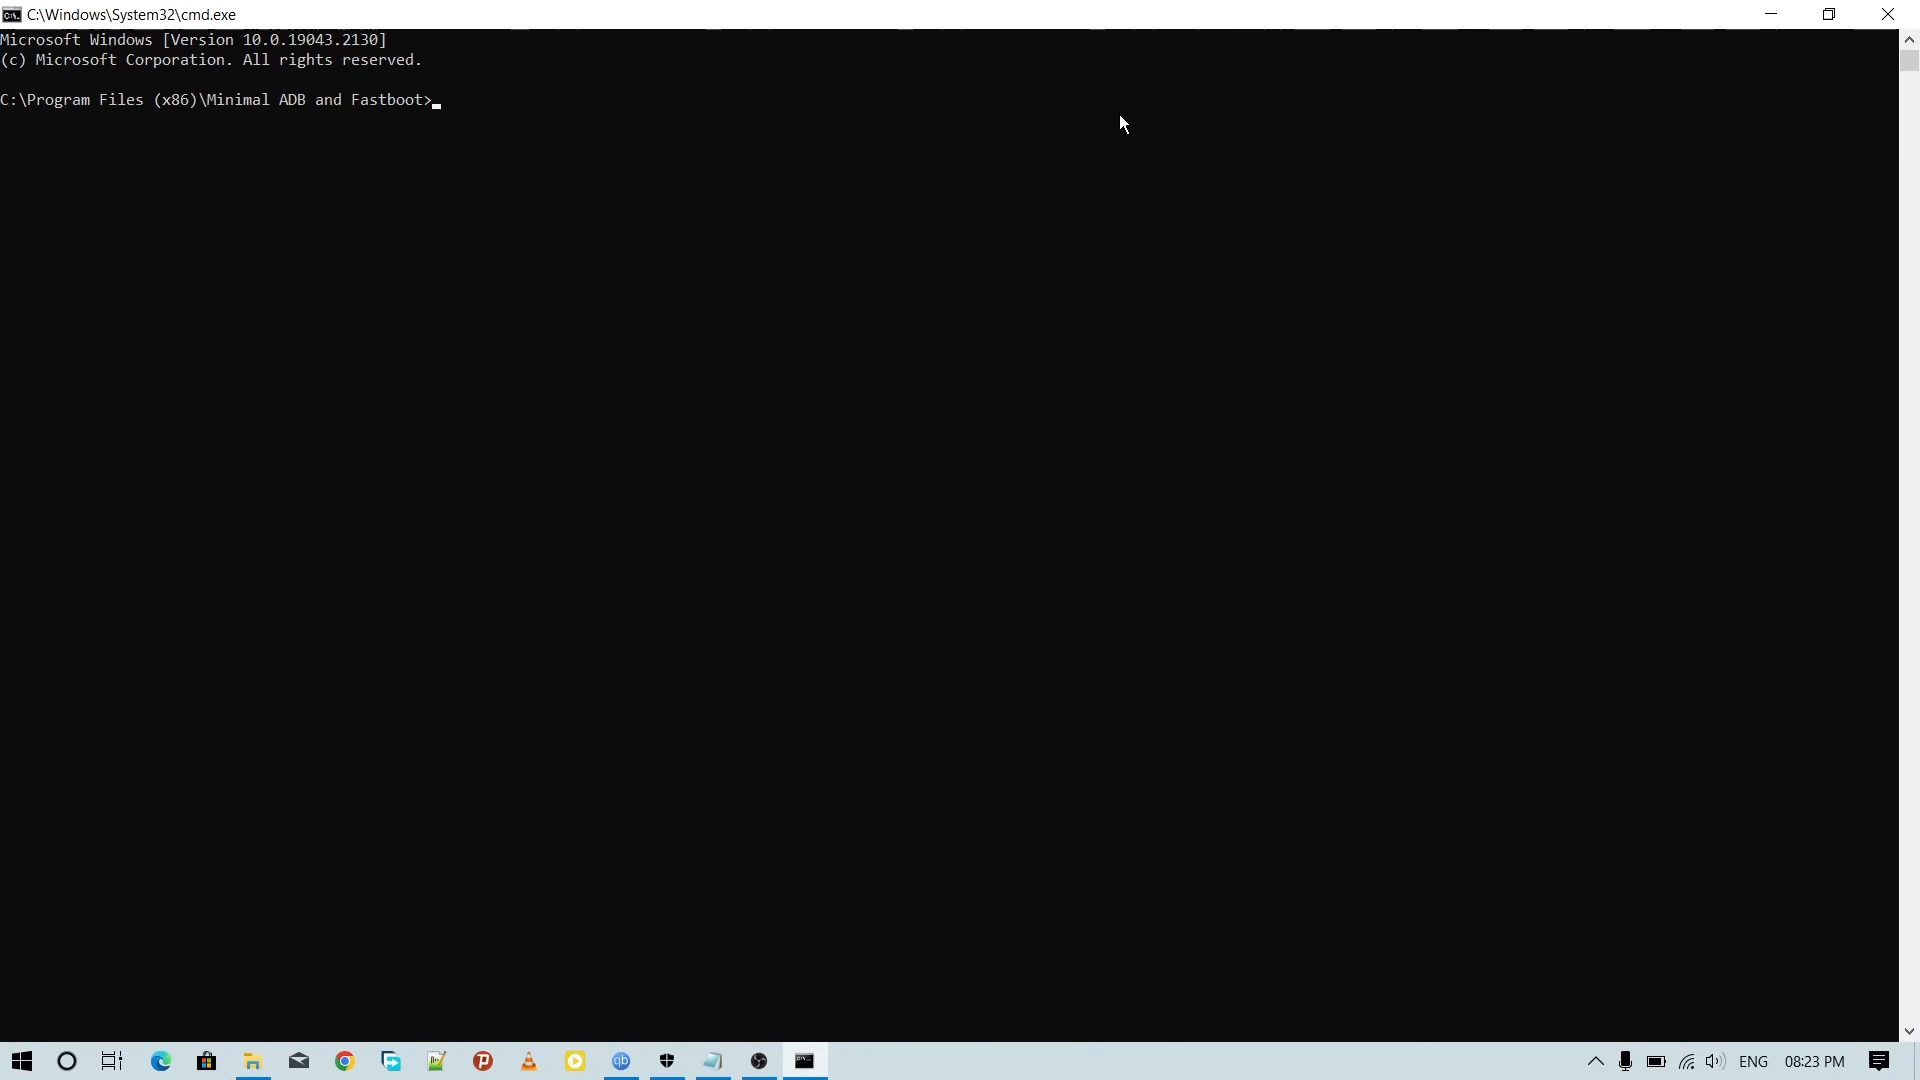 C:\Windows\System32\cmd.exe
Microsoft Windows [Version 10.0.19043.2130]
(c) Microsoft Corporation. All rights reserved.
C:\Program Files (x86)\Minimal ADB and Fastboot>_
ENG 08:23 PM